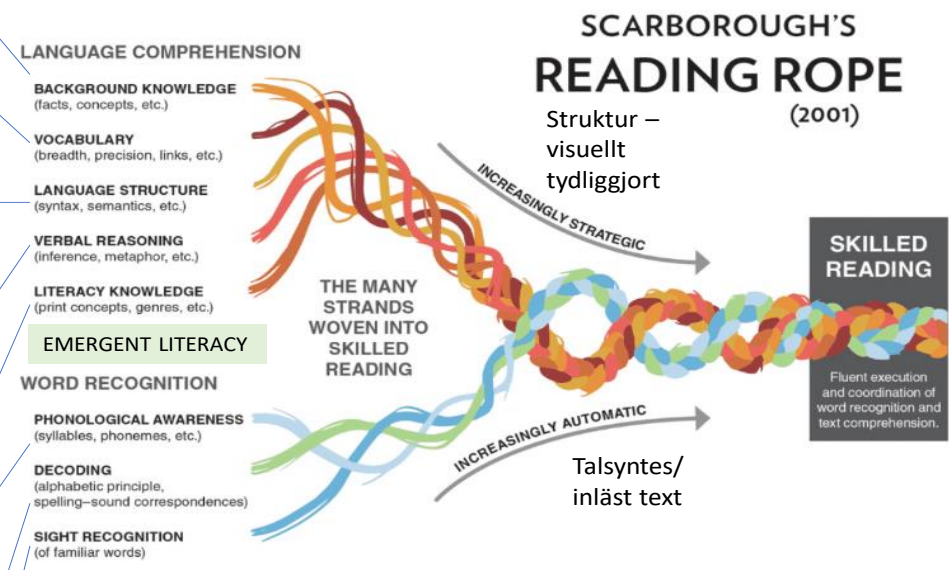 SCARBOROUGH'S
READING ROPE
(2001)
LANGUAGE COMPREHENSION
BACKGROUND KNOWLEDGE
(facts, concepts, etc.)
VOCABULARY
(breadth, precision, links, etc.)
LANGUAGE STRUCTURE
(syntax, semantics, etc.)
VERBAL REASONING
(inference, metaphor, etc.)
LITERACY KNOWLEDGE
(print concepts, genres, etc.)
EMERGENT LITERACY
WORD RECOGNITION
PHONOLOGICAL AWARENESS
(syllables, phonemes, etc.)
DECODING
(alphabetic principle,
spelling–sound correspondences)
SIGHT RECOGNITION
(of familiar words)
THE MANY
STRANDS
WOVEN INTO
SKILLED
READING
Struktur –
visuellt
tydliggjort
INCREASINGLY STRATEGIC
INCREASINGLY AUTOMATIC
Talsyntes/
inläst text
SKILLED
READING
Fluent execution
and coordination of
word recognition and
text comprehension.